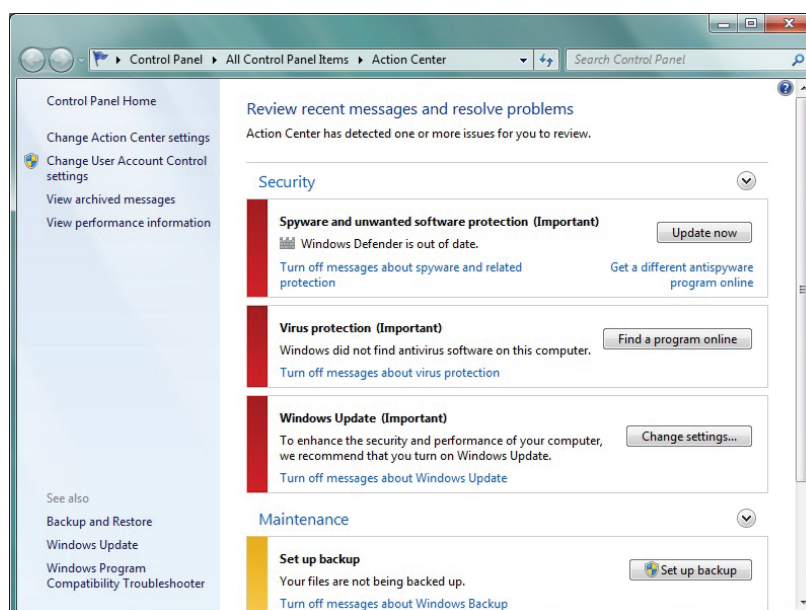 Control Panel ▸ All Control Panel Items ▸ Action Center
Search Control Panel
Control Panel Home
Change Action Center settings
Change User Account Control
settings
View archived messages
View performance information
See also
Backup and Restore
Windows Update
Windows Program
Compatibility Troubleshooter
Review recent messages and resolve problems
Action Center has detected one or more issues for you to review.
Security
Spyware and unwanted software protection (Important)
Windows Defender is out of date.
Update now
Turn off messages about spyware and related
protection
Get a different antispyware
program online
Virus protection (Important)
Windows did not find antivirus software on this computer.
Find a program online
Turn off messages about virus protection
Windows Update (Important)
To enhance the security and performance of your computer,
we recommend that you turn on Windows Update.
Change settings...
Turn off messages about Windows Update
Maintenance
Set up backup
Your files are not being backed up.
Set up backup
Turn off messages about Windows Backup